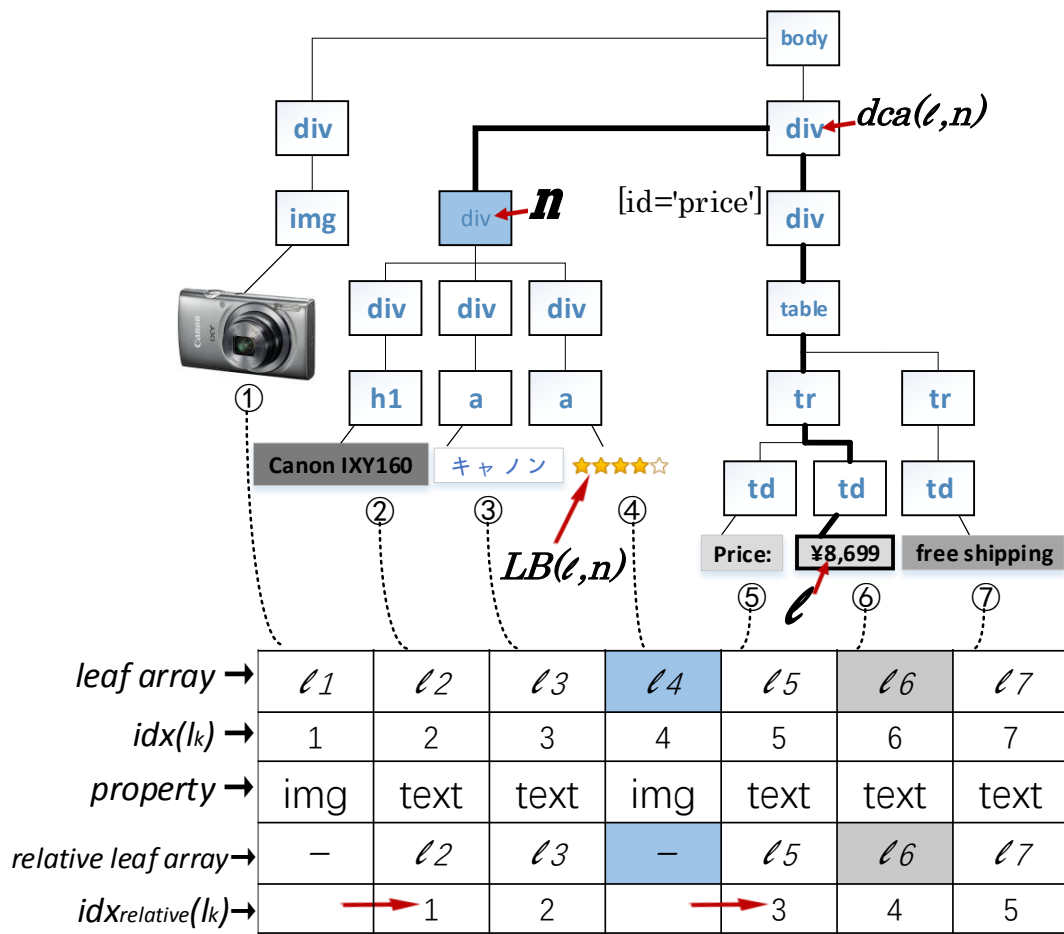 body
div
div
dca(ℓ,n)
img
div
n
[id='price']
div
div
div
div
table
Canon
IXY
①
h1
a
a
tr
tr
Canon IXY160
キャノン
td
td
td
②
③
④
LB(ℓ,n)
Price:
¥8,699
free shipping
ℓ
⑤
⑥
⑦
leaf array → ℓ1 ℓ2 ℓ3 ℓ4 ℓ5 ℓ6 ℓ7
idx(lk) → 1 2 3 4 5 6 7
property → img text text img text text text
relative leaf array → – ℓ2 ℓ3 – ℓ5 ℓ6 ℓ7
idxrelative(lk) → 1 2 3 4 5